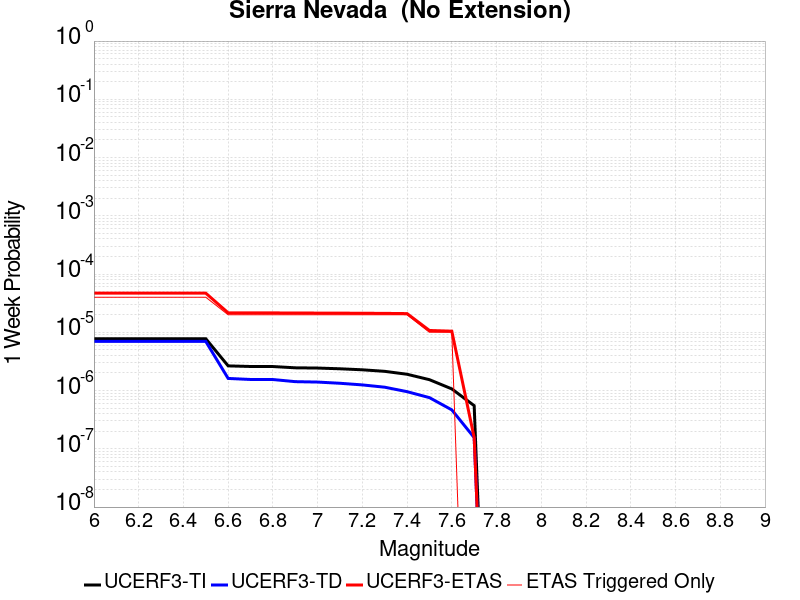 Sierra Nevada  (No Extension)
1 Week Probability
10^0
10^-1
10^-2
10^-3
10^-4
10^-5
10^-6
10^-7
10^-8
6 6.2 6.4 6.6 6.8 7 7.2 7.4 7.6 7.8 8 8.2 8.4 8.6 8.8 9
Magnitude
UCERF3-TI UCERF3-TD UCERF3-ETAS ETAS Triggered Only